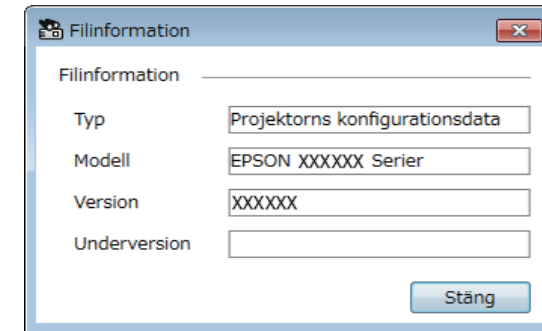 Filinformation
Filinformation
Typ Projektorns konfigurationsdata
Modell EPSON XXXXXX Serier
Version XXXXXX
Underversion
Stäng